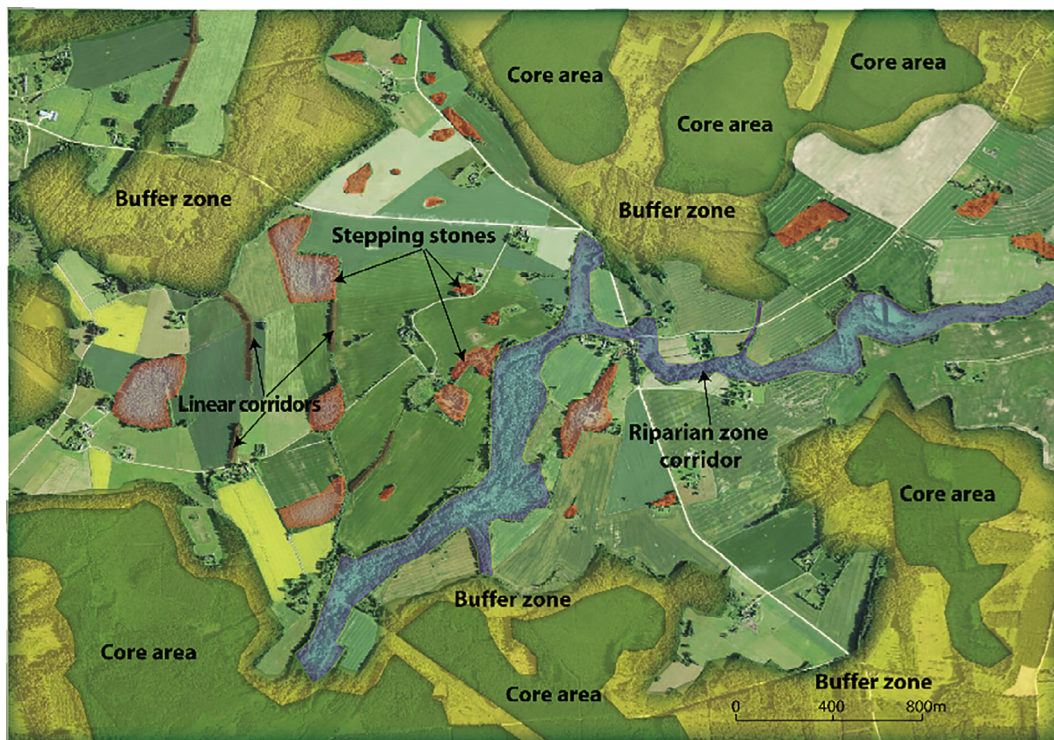 Core area
Core area
Core area
Buffer zone
Buffer zone
Stepping stones
Linear corridors
Riparian zone
corridor
Core area
Buffer zone
Core area
Core area
Buffer zone
0 400 800m